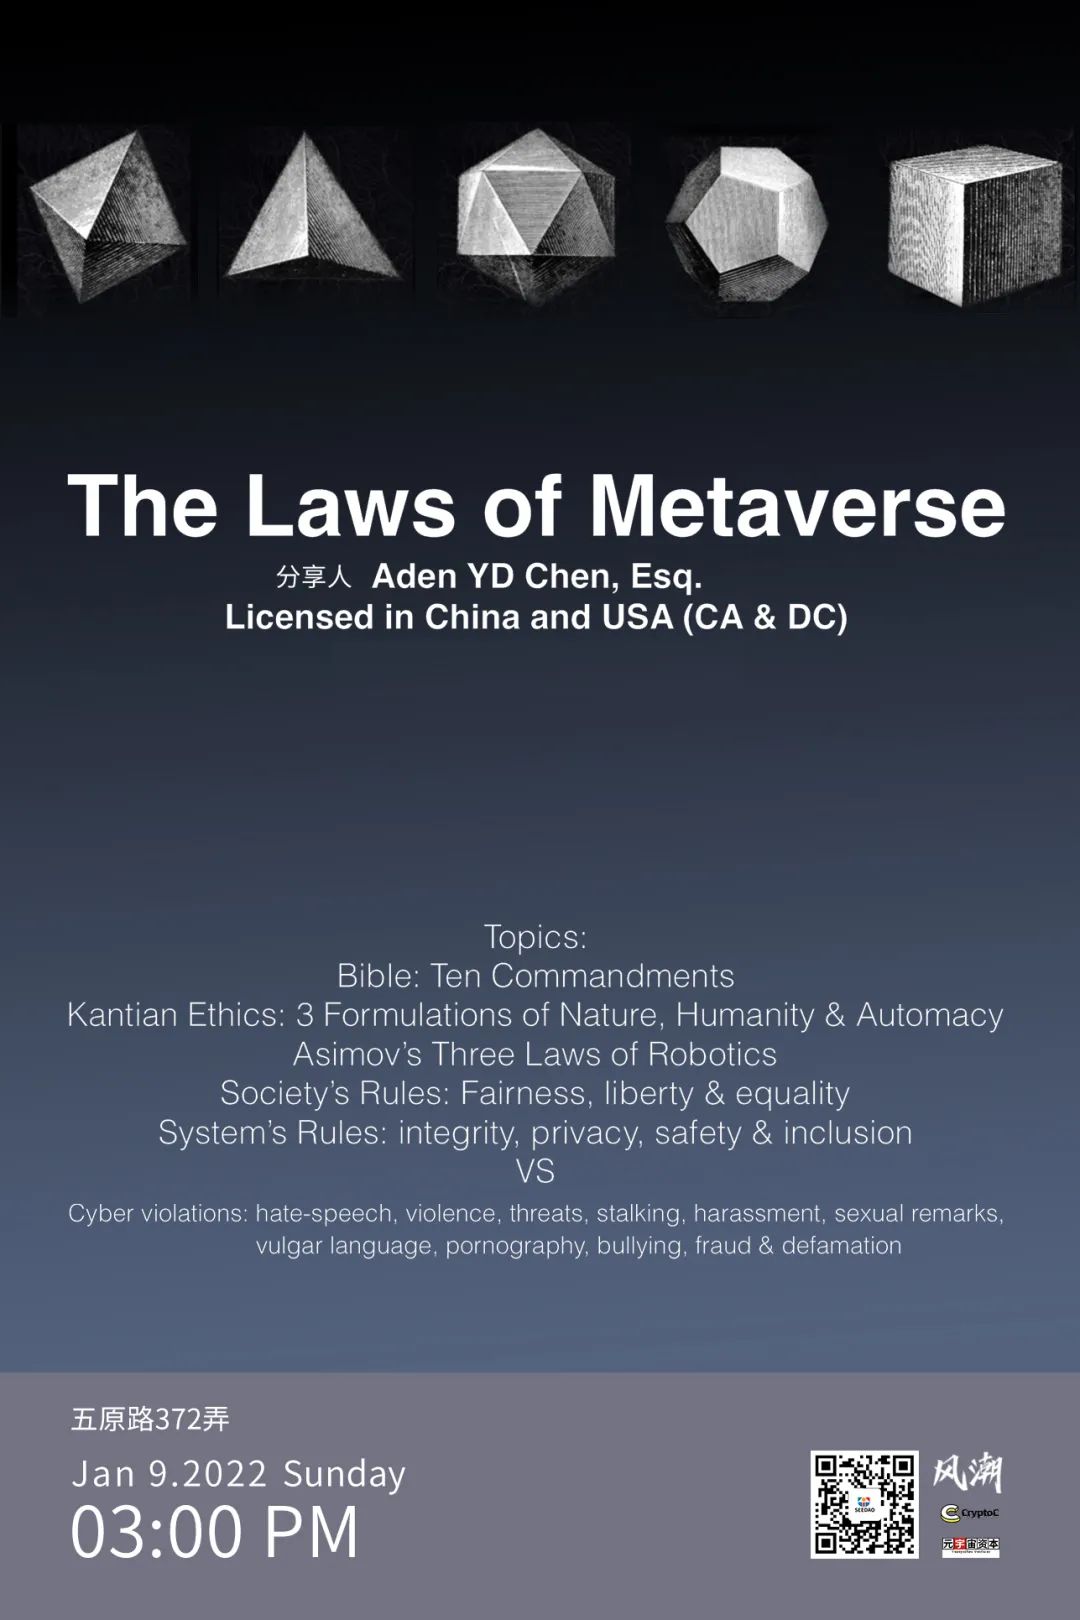 The Laws of Metaverse
分享人 Aden YD Chen, Esq.
Licensed in China and USA (CA & DC)
Topics:
Bible: Ten Commandments
Kantian Ethics: 3 Formulations of Nature, Humanity & Automacy
Asimov’s Three Laws of Robotics
Society’s Rules: Fairness, liberty & equality
System’s Rules: integrity, privacy, safety & inclusion
VS
Cyber violations: hate-speech, violence, threats, stalking, harassment, sexual remarks,
vulgar language, pornography, bullying, fraud & defamation
五原路372弄
Jan 9.2022 Sunday
03:00 PM
SEEDAO
风潮
CryptoC
元宇宙资本